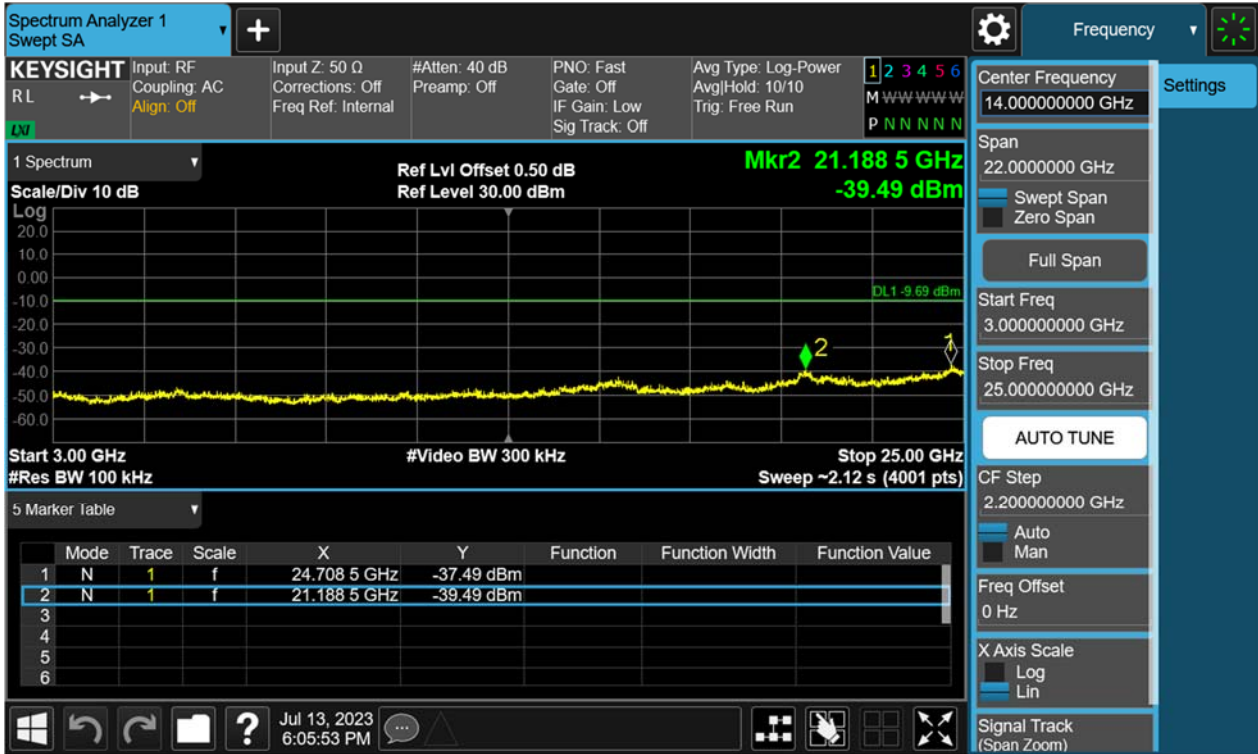 Spectrum Analyzer 1
Swept SA
+
Frequency
KEYSIGHT
RL
LXI
Input: RF
Coupling: AC
Align: Off
Input Z: 50 Ω
Corrections: Off
Freq Ref: Internal
#Atten: 40 dB
Preamp: Off
PNO: Fast
Gate: Off
IF Gain: Low
Sig Track: Off
Avg Type: Log-Power
Avg|Hold: 10/10
Trig: Free Run
1 2 3 4 5 6
M W W W W W
P N N N N N
1 Spectrum
Scale/Div 10 dB
Ref Lvl Offset 0.50 dB
Ref Level 30.00 dBm
Mkr2 21.188 5 GHz
-39.49 dBm
Log
20.0
10.0
0.00
-10.0
-20.0
-30.0
-40.0
-50.0
-60.0
DL1 -9.69 dBm
2
1
Start 3.00 GHz
#Video BW 300 kHz
Stop 25.00 GHz
#Res BW 100 kHz
Sweep ~2.12 s (4001 pts)
5 Marker Table
Mode Trace Scale X Y Function Function Width Function Value
1 N 1 f 24.708 5 GHz -37.49 dBm
2 N 1 f 21.188 5 GHz -39.49 dBm
3
4
5
6
?
Jul 13, 2023
6:05:53 PM
Center Frequency
14.000000000 GHz
Settings
Span
22.0000000 GHz
Swept Span
Zero Span
Full Span
Start Freq
3.000000000 GHz
Stop Freq
25.000000000 GHz
AUTO TUNE
CF Step
2.200000000 GHz
Auto
Man
Freq Offset
0 Hz
X Axis Scale
Log
Lin
Signal Track
(Span Zoom)